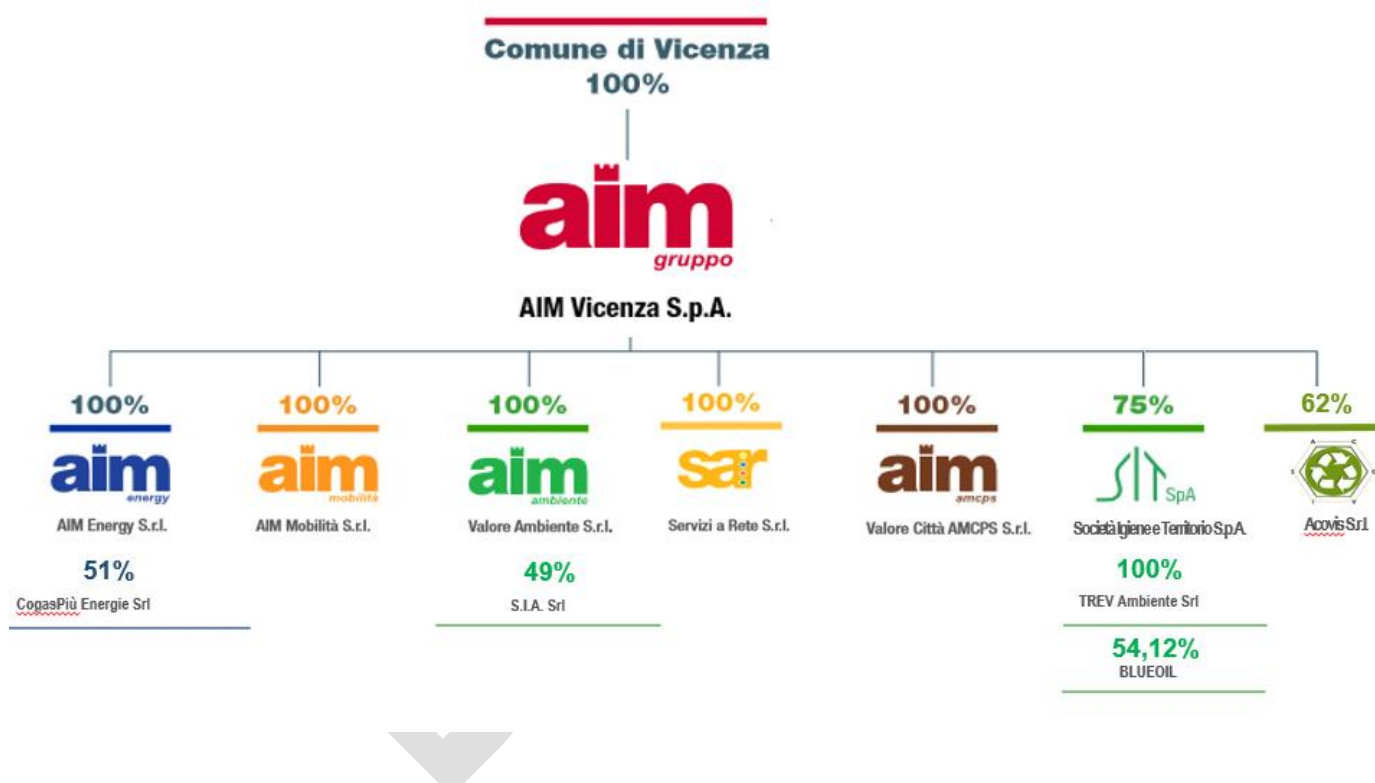 Comune di Vicenza
100%
aim
gruppo
AIM Vicenza S.p.A.
100% 100% 100% 100% 100% 75% 62%
aim energy
aim mobilità
aim ambiente
sar
aim amcps
SIT SpA
A C O V I S
AIM Energy S.r.l.
AIM Mobilità S.r.l.
Valore Ambiente S.r.l.
Servizi a Rete S.r.l.
Valore Città AMCPS S.r.l.
Società Igiene e Territorio S.p.A.
Acovis S.r.l.
51%
CogasPiù Energie Srl
49%
S.I.A. Srl
100%
TREV Ambiente Srl
54,12%
BLUEOIL